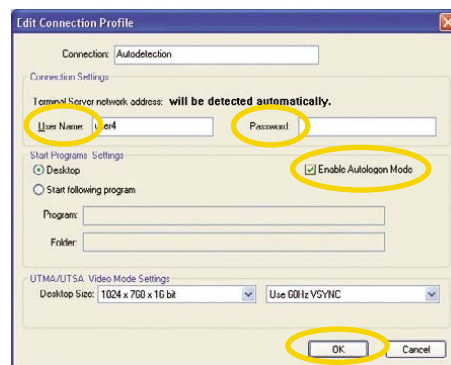 Edit Connection Profile
Connection: Autodetection
Connection Settings
Terminal Server network address: will be detected automatically.
User Name: user4 Password:
Start Programs Settings
Desktop Enable Autologon Mode
Start following program
Program:
Folder:
UTMA/UTSA Video Mode Settings
Desktop Size: 1024 x 768 x 16 bit Use 60Hz VSYNC
OK Cancel